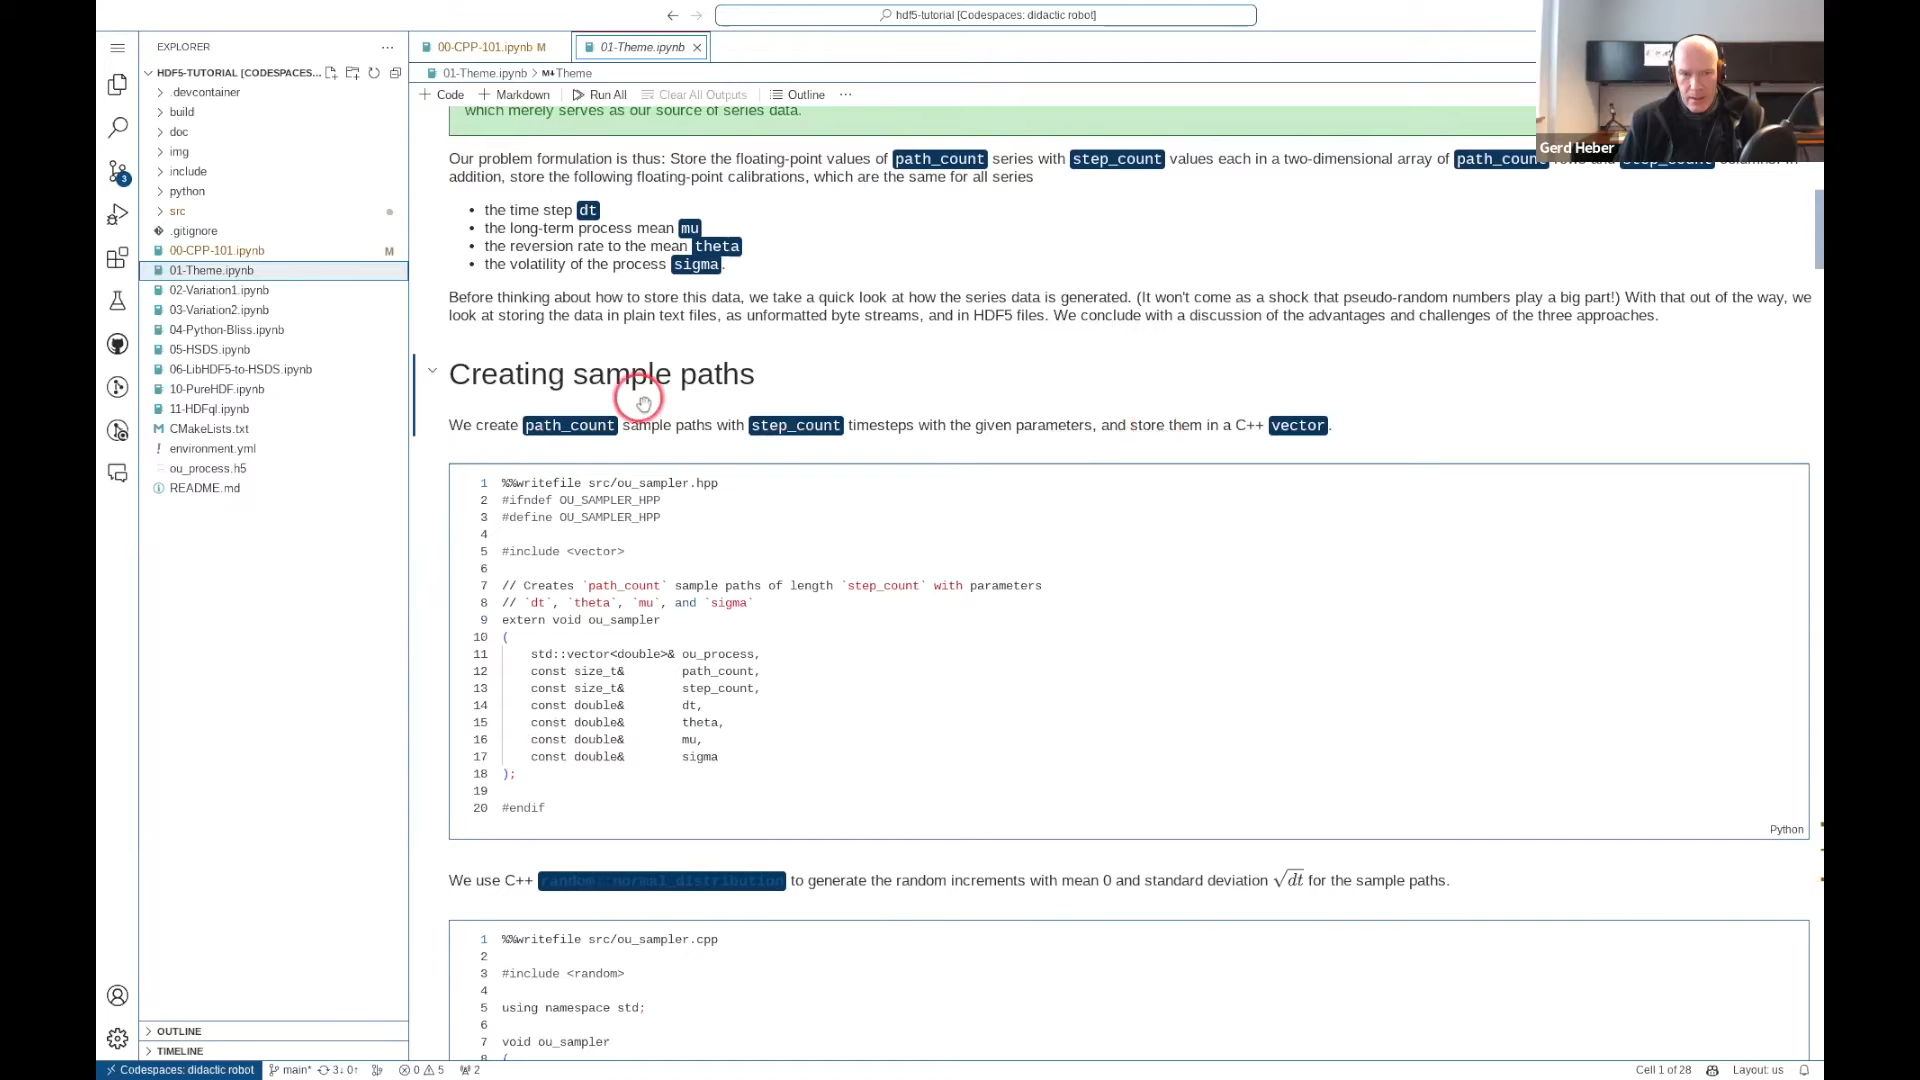 hdf5-tutorial [Codespaces: didactic robot]
Gerd Heber
EXPLORER
HDF5-TUTORIAL [CODESPACES...
.devcontainer
build
doc
img
include
python
src
.gitignore
00-CPP-101.ipynb M
01-Theme.ipynb
02-Variation1.ipynb
03-Variation2.ipynb
04-Python-Bliss.ipynb
05-HSDS.ipynb
06-LibHDF5-to-HSDS.ipynb
10-PureHDF.ipynb
11-HDFql.ipynb
CMakeLists.txt
environment.yml
ou_process.h5
README.md
OUTLINE
TIMELINE
3
00-CPP-101.ipynb M
01-Theme.ipynb
01-Theme.ipynb > M↓Theme
+ Code + Markdown Run All Clear All Outputs Outline ...
which merely serves as our source of series data.
Our problem formulation is thus: Store the floating-point values of path_count series with step_count values each in a two-dimensional array of path_coun
addition, store the following floating-point calibrations, which are the same for all series
• the time step dt
• the long-term process mean mu
• the reversion rate to the mean theta
• the volatility of the process sigma.
Before thinking about how to store this data, we take a quick look at how the series data is generated. (It won't come as a shock that pseudo-random numbers play a big part!) With that out of the way, we
look at storing the data in plain text files, as unformatted byte streams, and in HDF5 files. We conclude with a discussion of the advantages and challenges of the three approaches.
Creating sample paths
We create path_count sample paths with step_count timesteps with the given parameters, and store them in a C++ vector.
1 %%writefile src/ou_sampler.hpp
2 #ifndef OU_SAMPLER_HPP
3 #define OU_SAMPLER_HPP
4
5 #include <vector>
6
7 // Creates `path_count` sample paths of length `step_count` with parameters
8 // `dt`, `theta`, `mu`, and `sigma`
9 extern void ou_sampler
10 (
11 std::vector<double>& ou_process,
12 const size_t& path_count,
13 const size_t& step_count,
14 const double& dt,
15 const double& theta,
16 const double& mu,
17 const double& sigma
18 );
19
20 #endif
Python
We use C++ random::normal_distribution to generate the random increments with mean 0 and standard deviation √dt for the sample paths.
1 %%writefile src/ou_sampler.cpp
2
3 #include <random>
4
5 using namespace std;
6
7 void ou_sampler
8 (
Codespaces: didactic robot main* 3↓ 0↑ 0 5 2 Cell 1 of 28 Layout: us